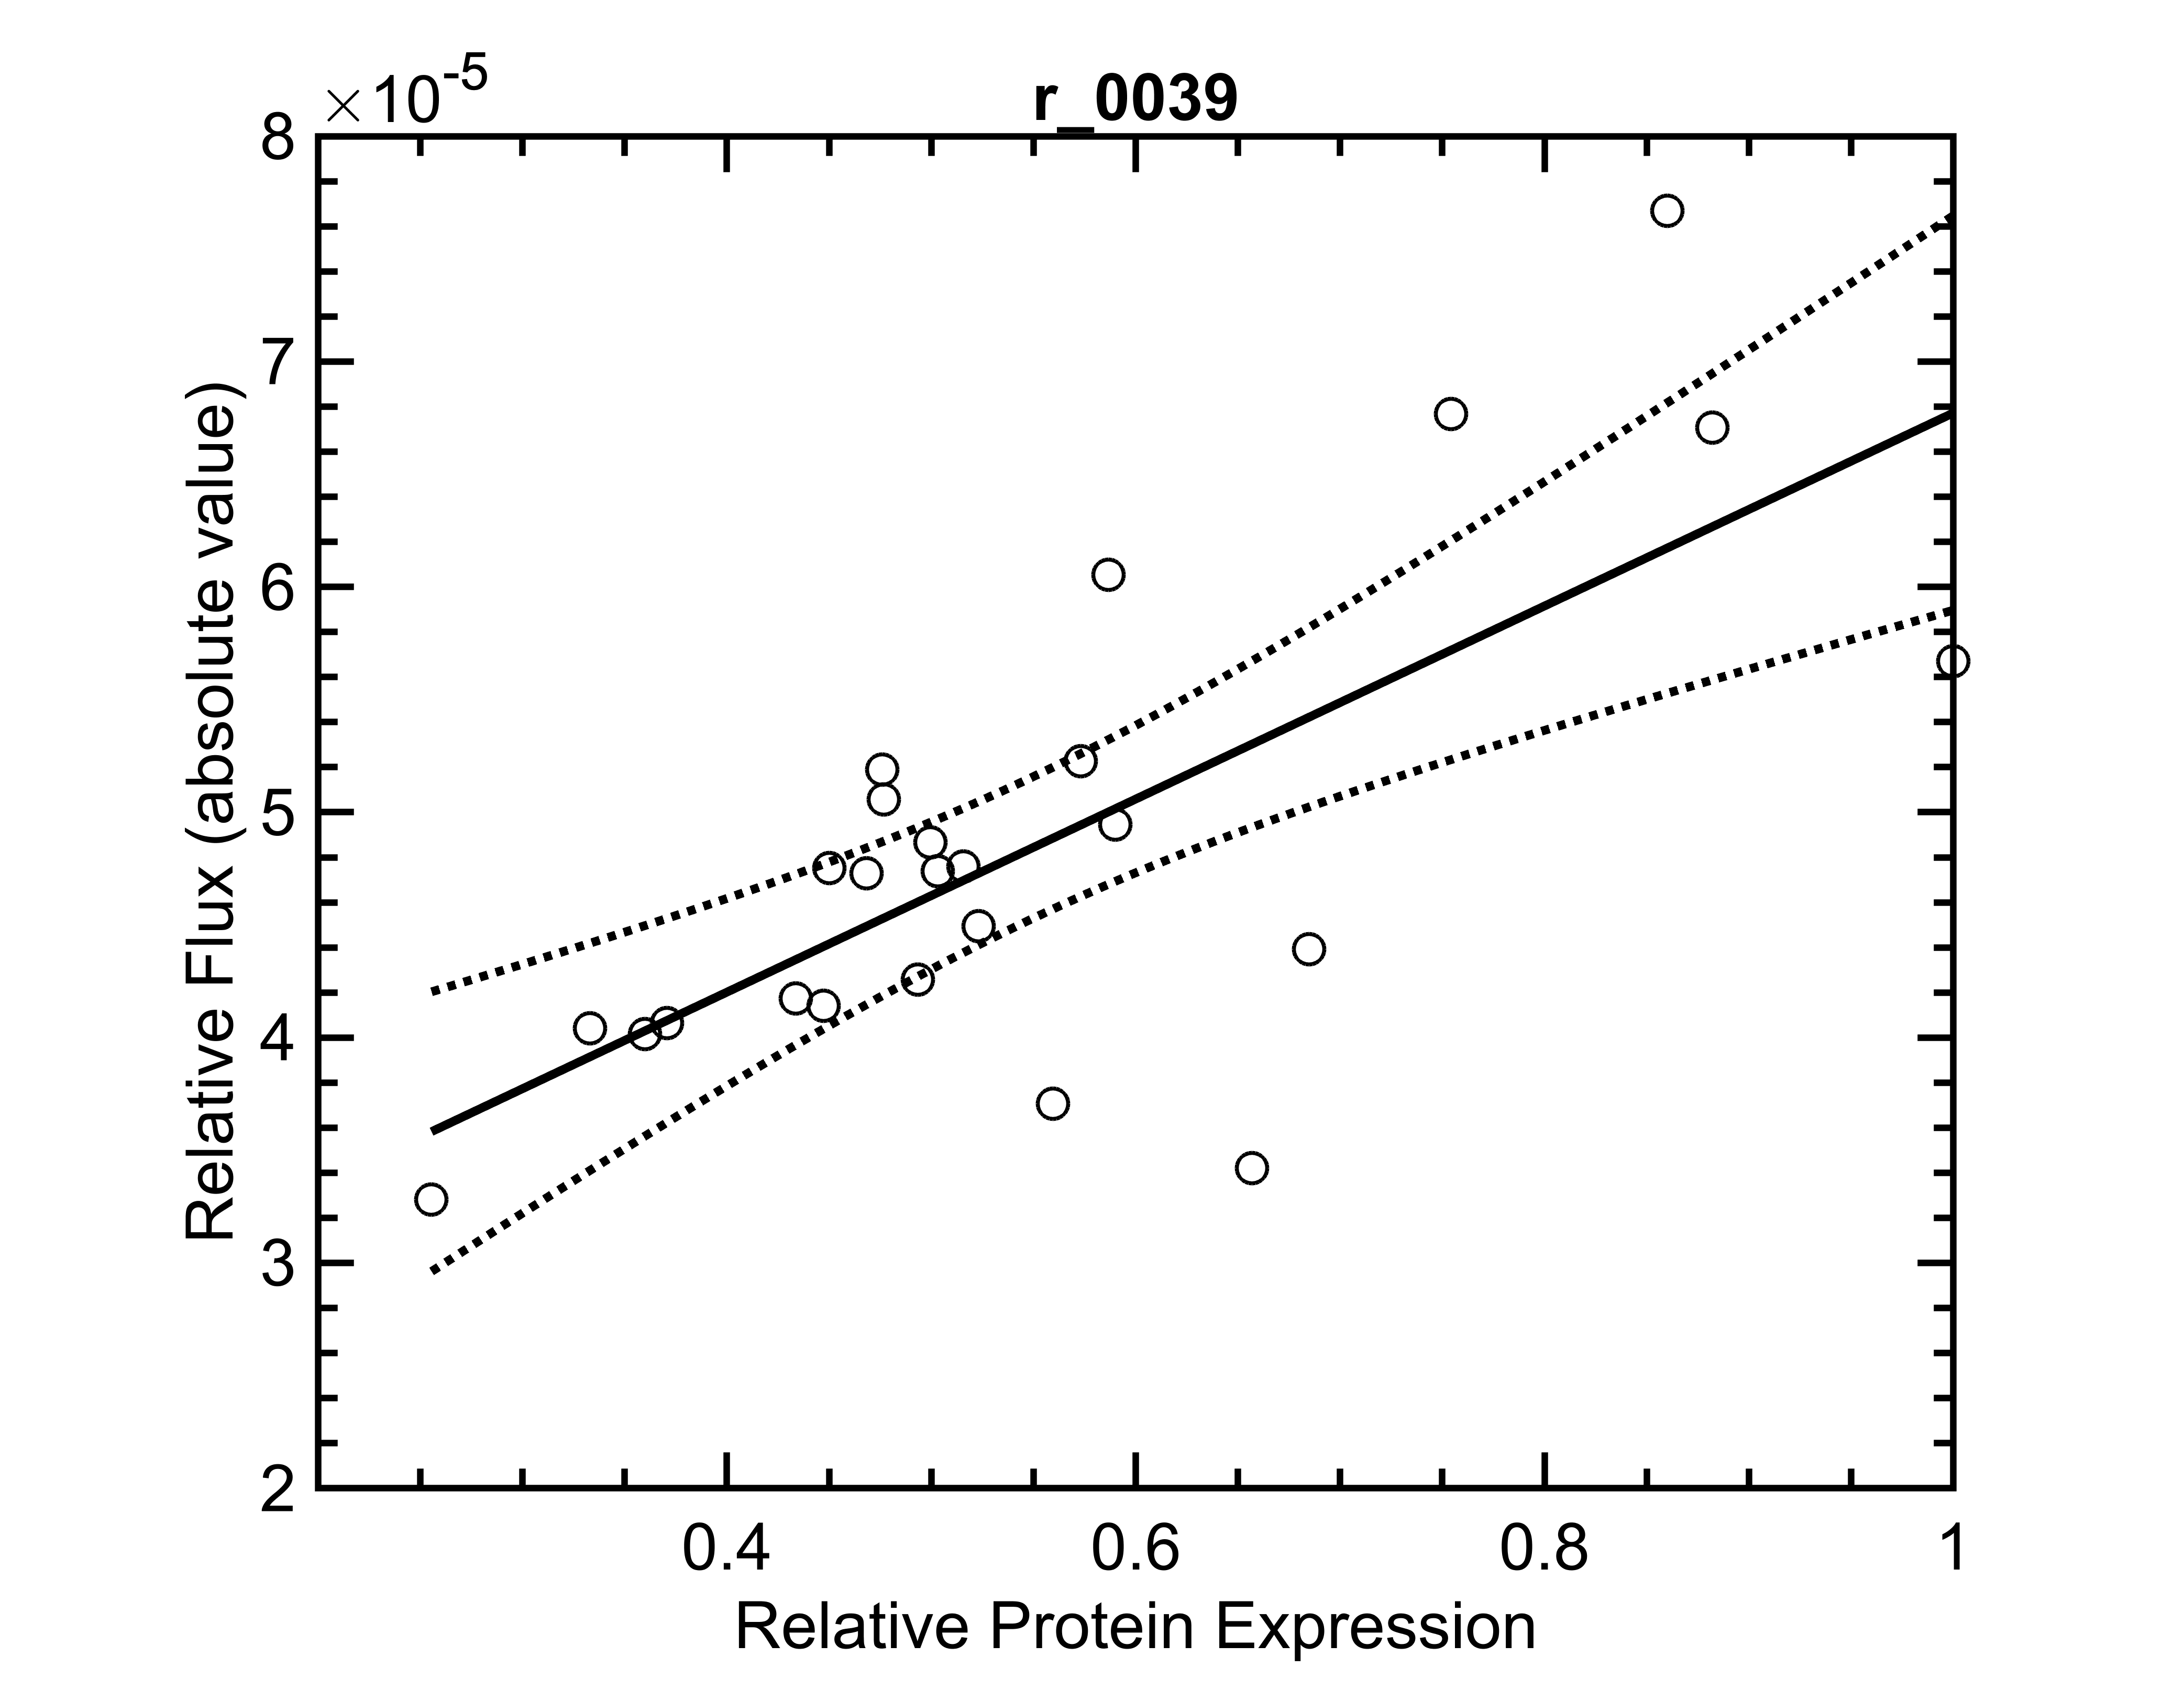 ×10-5
r_0039
8
7
6
5
4
3
2
Relative Flux (absolute value)
0.4 0.6 0.8 1
Relative Protein Expression